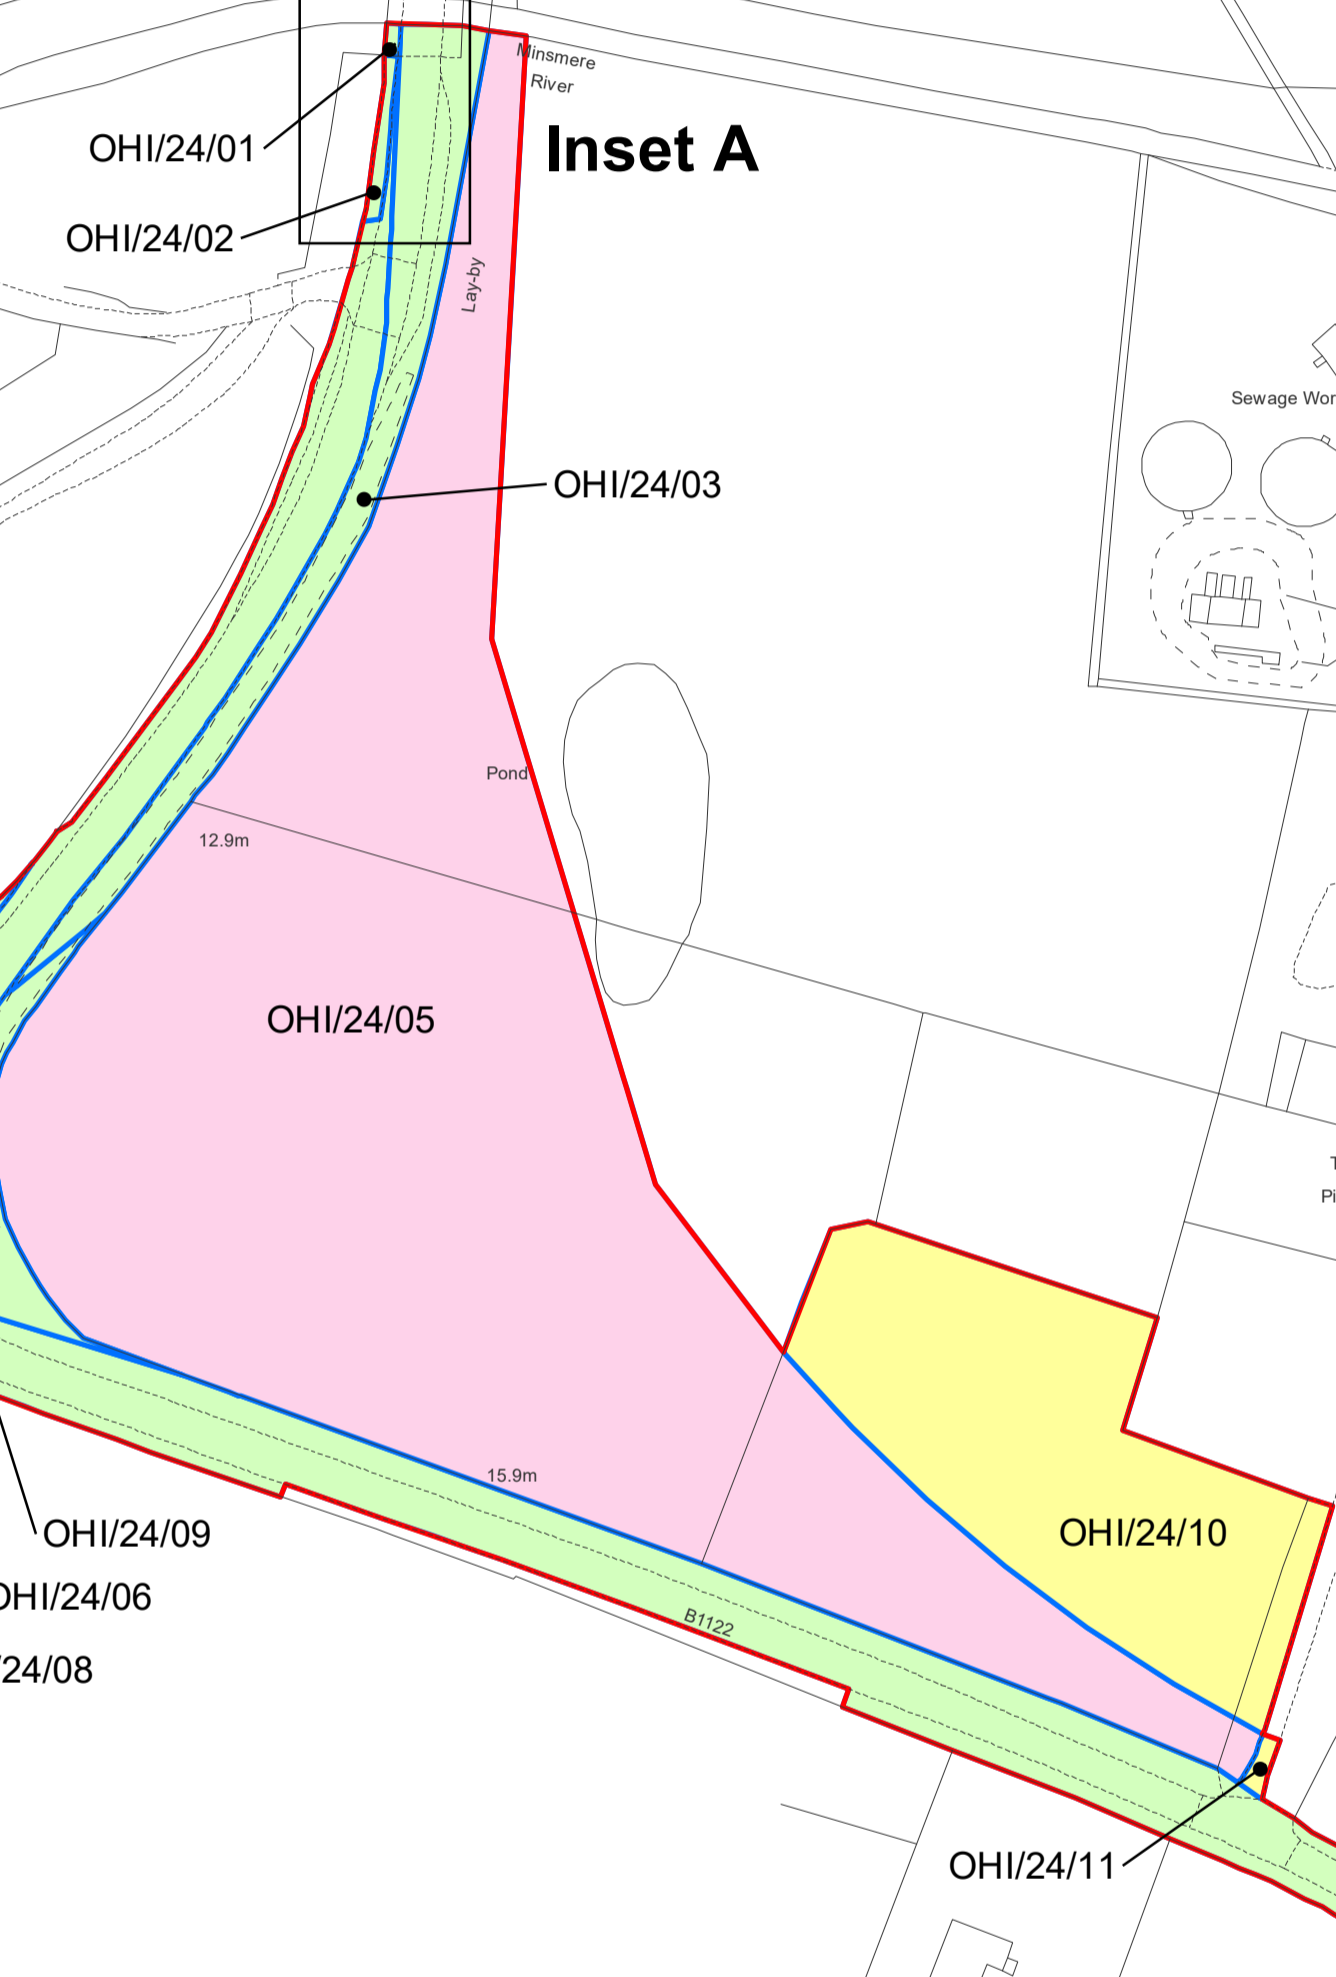 Minsmere
River
OHI/24/01
Inset A
OHI/24/02
Lay-by
Sewage Wor
OHI/24/03
Pond
12.9m
OHI/24/05
T
Pi
15.9m
OHI/24/09
OHI/24/10
OHI/24/06
B1122
/24/08
OHI/24/11